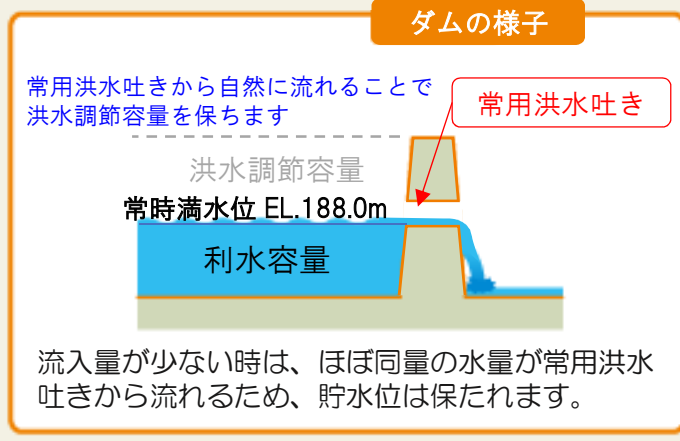 ダムの様子
常用洪水吐きから自然に流れることで
洪水調節容量を保ちます
常用洪水吐き
洪水調節容量
常時満水位 EL.188.0m
利水容量
流入量が少ない時は、ほぼ同量の水量が常用洪水
吐きから流れるため、貯水位は保たれます。